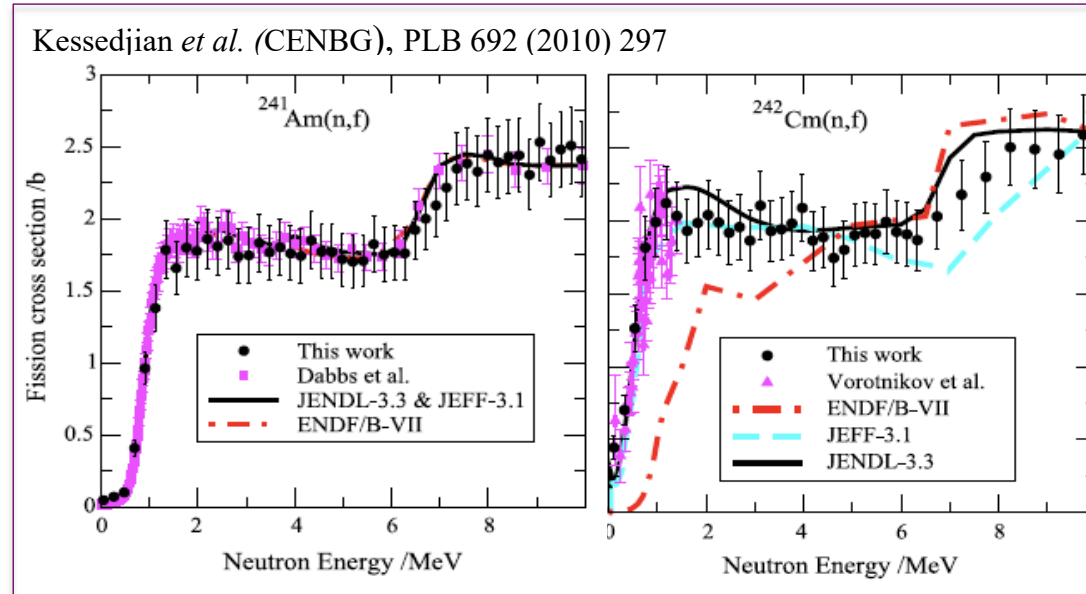 Kessedjian et al. (CENBG), PLB 692 (2010) 297
3
2.5
2
1.5
1
0.5
0
Fission cross section /b
241Am(n,f)
This work
Dabbs et al.
JENDL-3.3 & JEFF-3.1
ENDF/B-VII
0 2 4 6 8
Neutron Energy /MeV
242Cm(n,f)
This work
Vorotnikov et al.
ENDF/B-VII
JEFF-3.1
JENDL-3.3
0 2 4 6 8
Neutron Energy /MeV